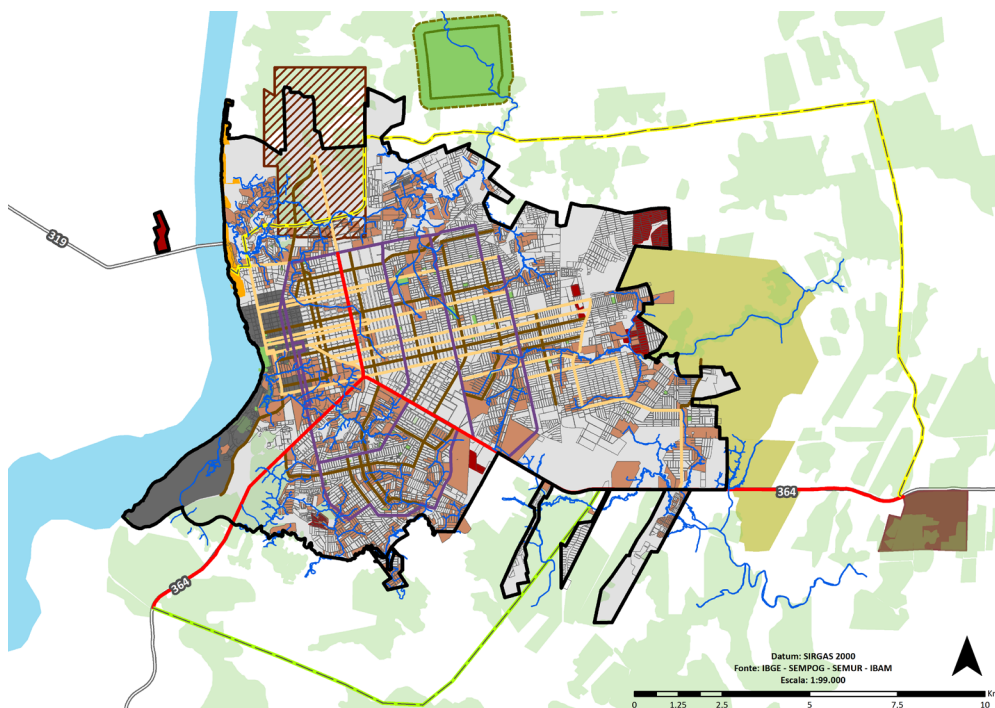 319
364
364
Datum: SIRGAS 2000
Fonte: IBGE - SEMPOG - SEMUR - IBAM
Escala: 1:99.000
Km
0 1.25 2.5 5 7.5 10